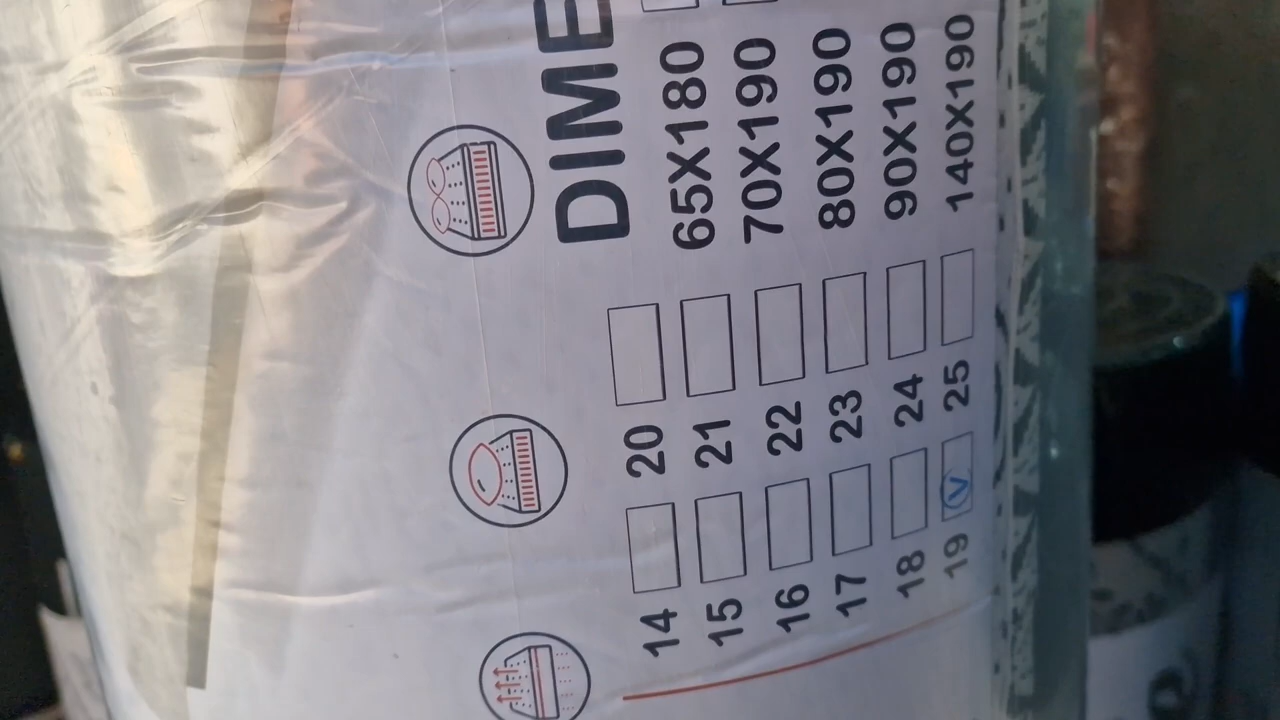 DIME
14 20 65X180
15 21 70X190
16 22 80X190
17 23 90X190
18 24 140X190
19 V 25